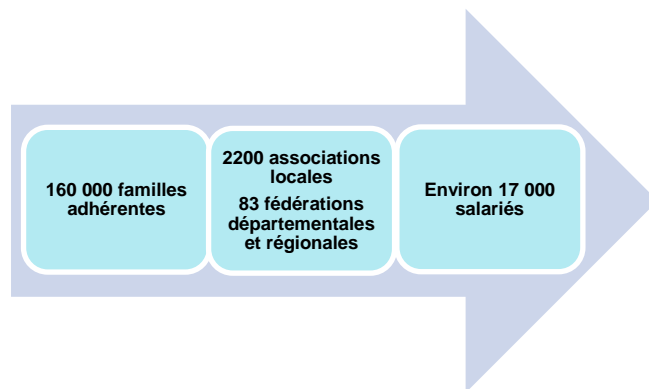 160 000 familles
adhérentes
2200 associations
locales
83 fédérations
départementales
et régionales
Environ 17 000
salariés